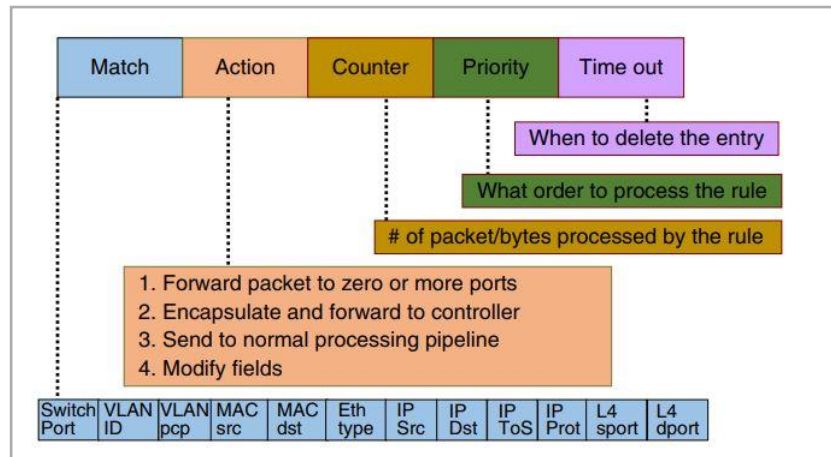 Match Action Counter Priority Time out
When to delete the entry
What order to process the rule
# of packet/bytes processed by the rule
1. Forward packet to zero or more ports
2. Encapsulate and forward to controller
3. Send to normal processing pipeline
4. Modify fields
Switch VLAN VLAN MAC MAC Eth IP IP IP IP L4 L4
Port ID pcp src dst type Src Dst ToS Prot sport dport